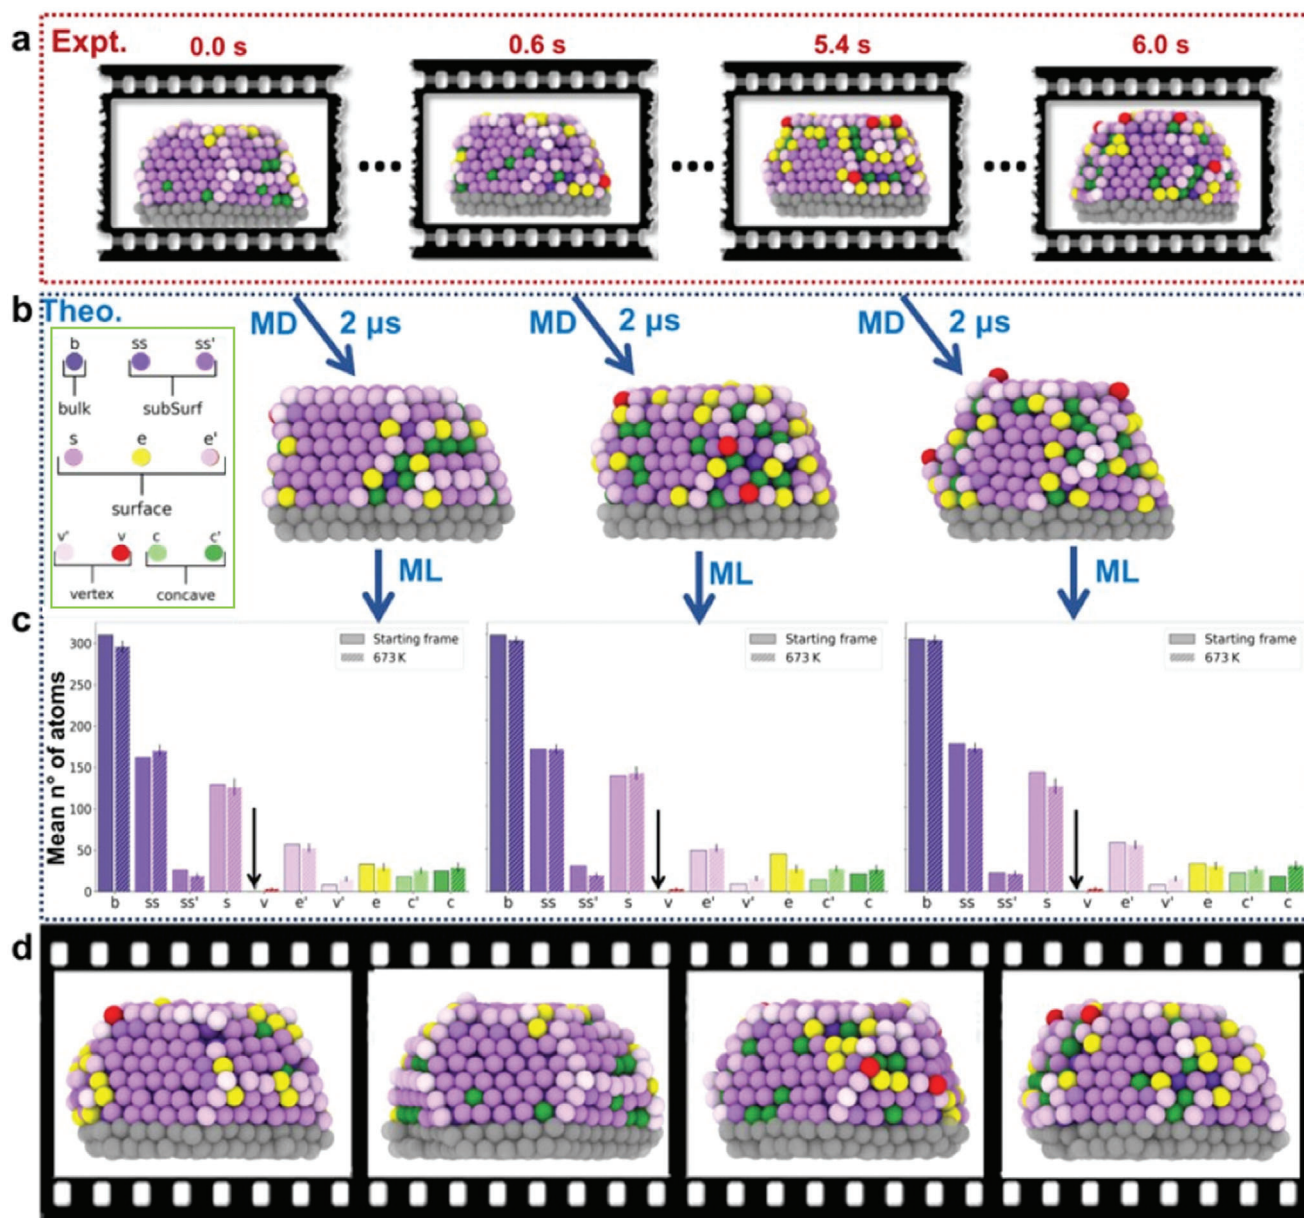 a Expt. 0.0 s 0.6 s 5.4 s 6.0 s
b Theo. MD 2 µs MD 2 µs MD 2 µs
b ss ss'
bulk subSurf
s e e'
surface
v' v c c'
vertex concave
ML ML ML
c
Mean n° of atoms
300
250
200
150
100
50
0
Starting frame
673 K
b ss ss' s v e' v' e c' c
Starting frame
673 K
b ss ss' s v e' v' e c' c
Starting frame
673 K
b ss ss' s v e' v' e c' c
d